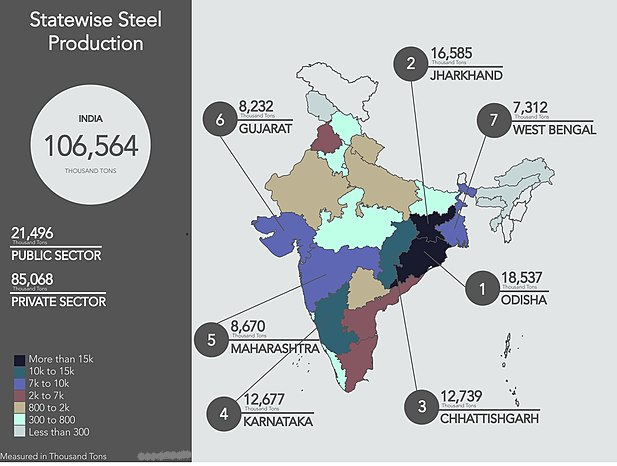 Statewise Steel
Production
INDIA
106,564
THOUSAND TONS
21,496
Thousand Tons
PUBLIC SECTOR
85,068
Thousand Tons
PRIVATE SECTOR
More than 15k
10k to 15k
7k to 10k
2k to 7k
800 to 2k
300 to 800
Less than 300
Measured in Thousand Tons
2
16,585
Thousand Tons
JHARKHAND
6
8,232
Thousand Tons
GUJARAT
7
7,312
Thousand Tons
WEST BENGAL
1
18,537
Thousand Tons
ODISHA
5
8,670
Thousand Tons
MAHARASHTRA
4
12,677
Thousand Tons
KARNATAKA
3
12,739
Thousand Tons
CHHATTISHGARH